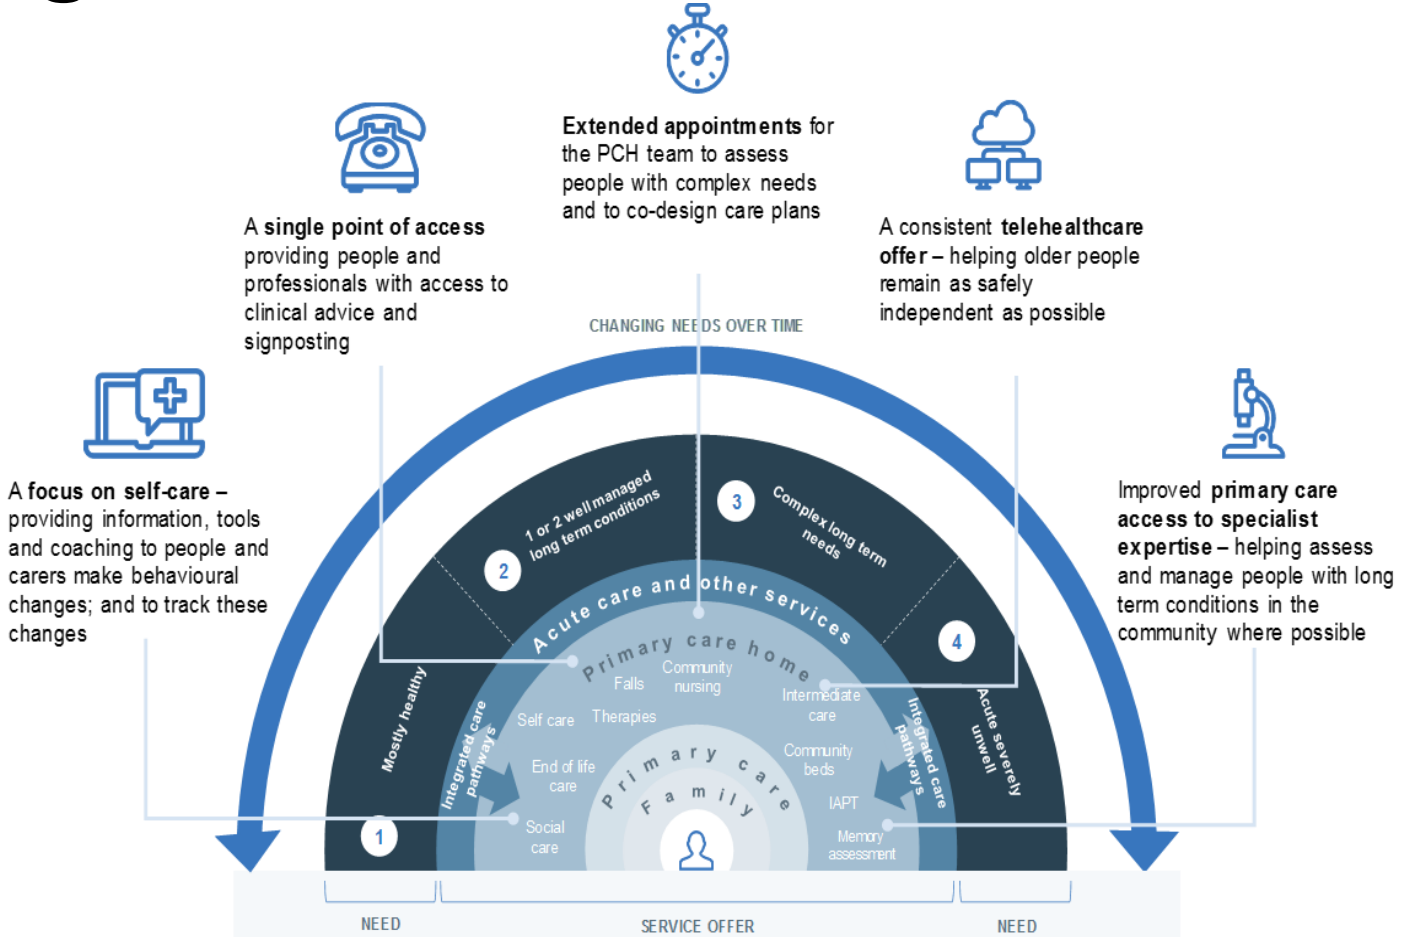 Extended appointments for
the PCH team to assess
people with complex needs
and to co-design care plans
A single point of access
providing people and
professionals with access to
clinical advice and
signposting
A consistent telehealthcare
offer – helping older people
remain as safely
independent as possible
CHANGING NEEDS OVER TIME
A focus on self-care –
providing information, tools
and coaching to people and
carers make behavioural
changes; and to track these
changes
Improved primary care
access to specialist
expertise – helping assess
and manage people with long
term conditions in the
community where possible
1
Mostly healthy
2
1 or 2 well managed
long term conditions
3
Complex long term
needs
4
Acute severely
unwell
Acute care and other services
Integrated care
pathways
Integrated care
pathways
Primary care home
Community
nursing
Falls
Intermediate
care
Self care
Therapies
Community
beds
End of life
care
IAPT
Social
care
Memory
assessment
Primary care
Family
NEED
SERVICE OFFER
NEED